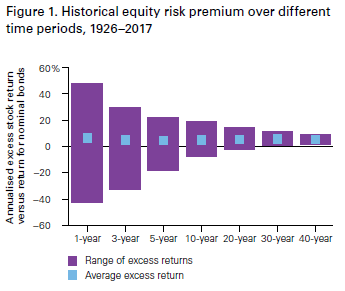 Figure 1. Historical equity risk premium over different
time periods, 1926–2017
Annualised excess stock return
versus return for nominal bonds
60%
40
20
0
–20
–40
–60
1-year 3-year 5-year 10-year 20-year 30-year 40-year
Range of excess returns
Average excess return